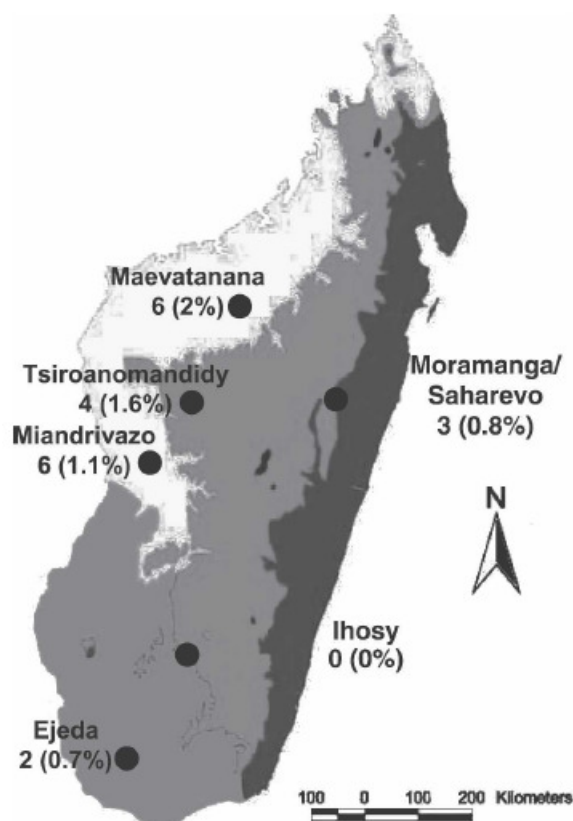 Maevatanana
6 (2%)
Tsiroanomandidy
4 (1.6%)
Moramanga/
Saharevo
3 (0.8%)
Miandrivazo
6 (1.1%)
N
Ihosy
0 (0%)
Ejeda
2 (0.7%)
100 0 100 200 Kilometers